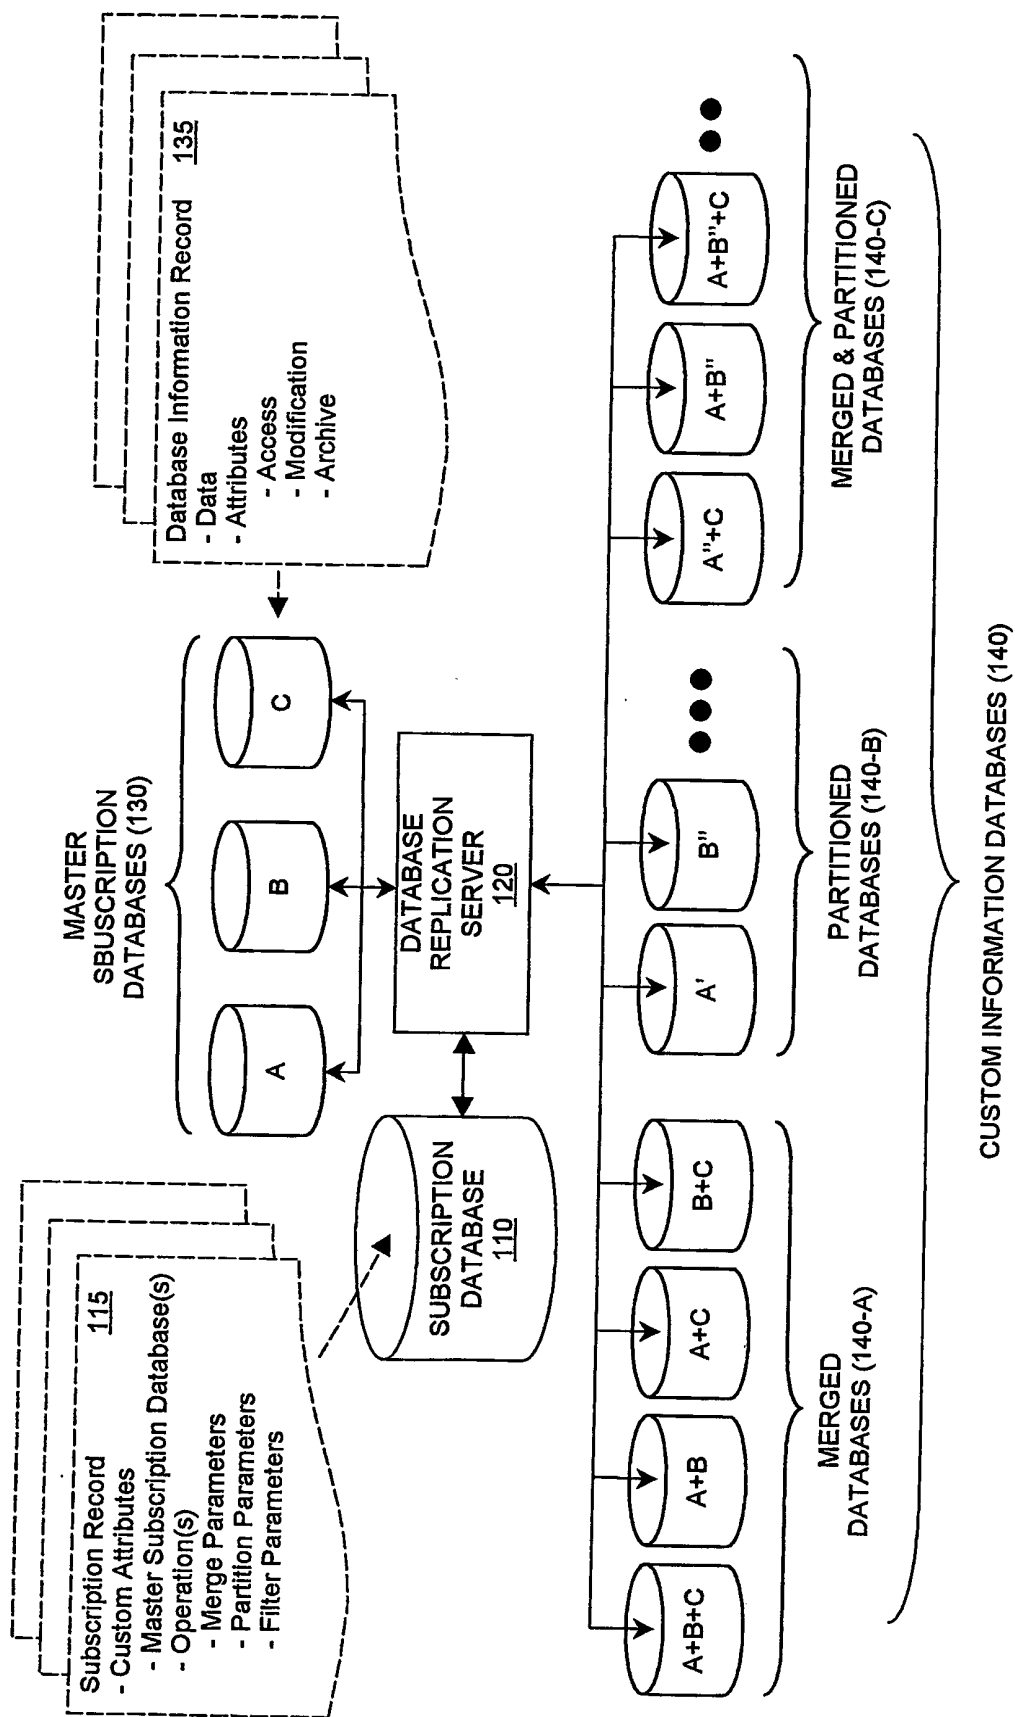 Subscription Record 115
- Custom Attributes
- Master Subscription Database(s)
- Operation(s)
- Merge Parameters
- Partition Parameters
- Filter Parameters
MASTER
SBUSCRIPTION
DATABASES (130)
A
B
C
Database Information Record 135
- Data
- Attributes
- Access
- Modification
- Archive
SUBSCRIPTION
DATABASE
110
DATABASE
REPLICATION
SERVER
120
A+B+C
A+B
A+C
B+C
A'
B"
A"+C
A+B"
A+B"+C
MERGED
DATABASES (140-A)
PARTITIONED
DATABASES (140-B)
MERGED & PARTITIONED
DATABASES (140-C)
CUSTOM INFORMATION DATABASES (140)